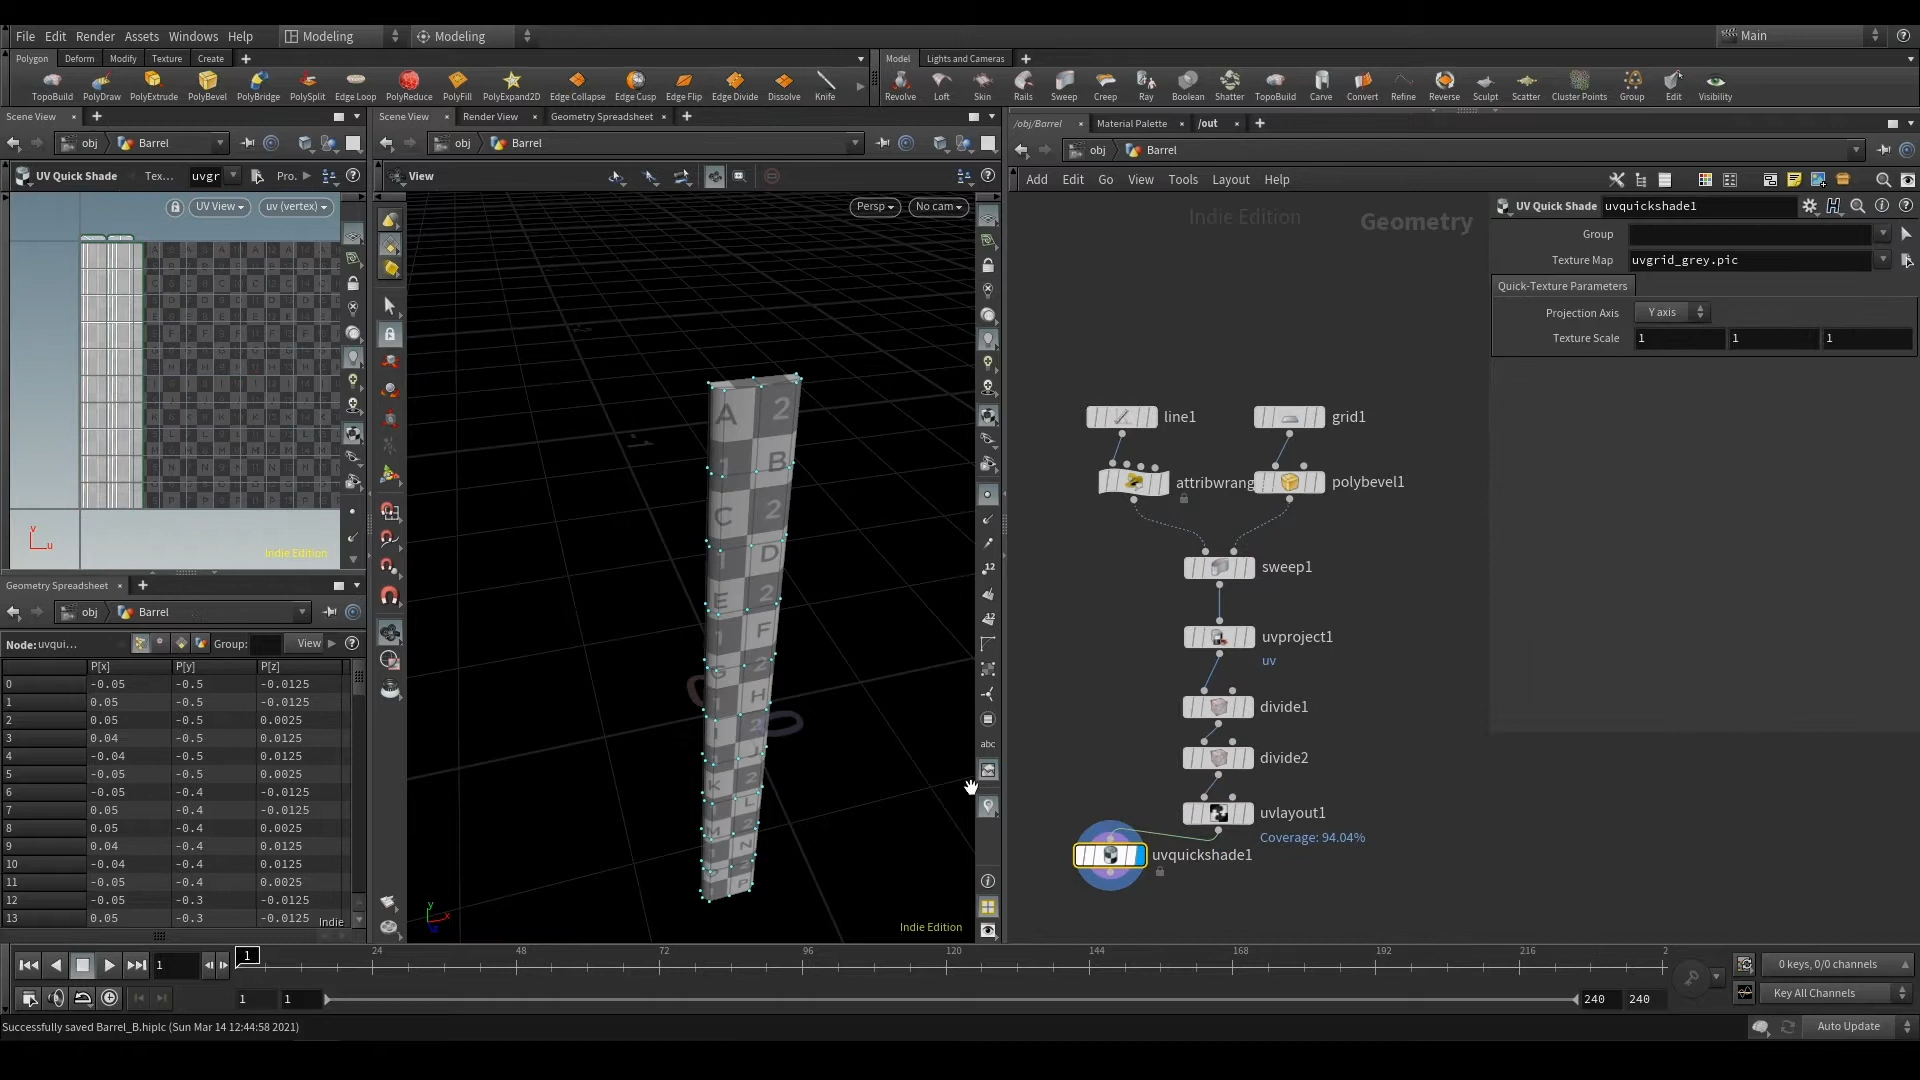 File Edit Render Assets Windows Help Modeling Modeling Main
Polygon Deform Modify Texture Create
TopoBuild PolyDraw PolyExtrude PolyBevel PolyBridge PolySplit Edge Loop PolyReduce PolyFill PolyExpand2D Edge Collapse Edge Cusp Edge Flip Edge Divide Dissolve Knife
Model Lights and Cameras
Revolve Loft Skin Rails Sweep Creep Ray Boolean Shatter TopoBuild Carve Convert Refine Reverse Sculpt Scatter Cluster Points Group Edit Visibility
Scene View
obj Barrel
UV Quick Shade Tex... uvgr Pro.
UV View uv (vertex)
v
u
Indie Edition
Geometry Spreadsheet
obj Barrel
Node: uvqui... Group: View
P[x] P[y] P[z]
0 -0.05 -0.5 -0.0125
1 0.05 -0.5 -0.0125
2 0.05 -0.5 0.0025
3 0.04 -0.5 0.0125
4 -0.04 -0.5 0.0125
5 -0.05 -0.5 0.0025
6 -0.05 -0.4 -0.0125
7 0.05 -0.4 -0.0125
8 0.05 -0.4 0.0025
9 0.04 -0.4 0.0125
10 -0.04 -0.4 0.0125
11 -0.05 -0.4 0.0025
12 -0.05 -0.3 -0.0125
13 0.05 -0.3 -0.0125
Indie
Scene View Render View Geometry Spreadsheet
obj Barrel
View
Persp No cam
A 2
1 B
C 2
1 D
E 2
1 F
G 2
1 H
12
12
abc
y
x
Indie Edition
/obj/Barrel Material Palette /out
obj Barrel
Add Edit Go View Tools Layout Help
Indie Edition Geometry
line1
grid1
attribwrang
polybevel1
sweep1
uvproject1
uv
divide1
divide2
uvlayout1
Coverage: 94.04%
uvquickshade1
UV Quick Shade uvquickshade1
Group
Texture Map uvgrid_grey.pic
Quick-Texture Parameters
Projection Axis Y axis
Texture Scale 1 1 1
1 1 24 48 72 96 120 144 168 192 216 2
0 keys, 0/0 channels
1 1 240 240
Key All Channels
Successfully saved Barrel_B.hiplc (Sun Mar 14 12:44:58 2021)
Auto Update